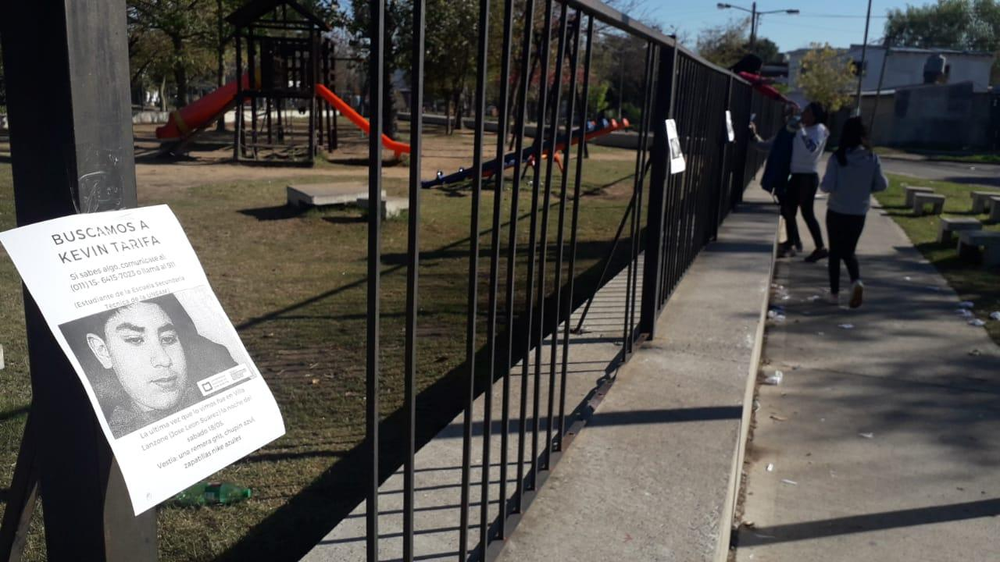 BUSCAMOS A
KEVIN TARIFA
Si sabes algo, comunicate al:
(011) 15- 6415 7023 o llama al 911
(Estudiante de la Escuela Secundaria
Técnica de la UNSAM)
La ultima vez que lo vimos fue en Villa
Lanzone (Jose Leon Suárez) la noche del
sabado 18/05.
Vestia: una remera gris, chupin azul,
zapatillas nike azules